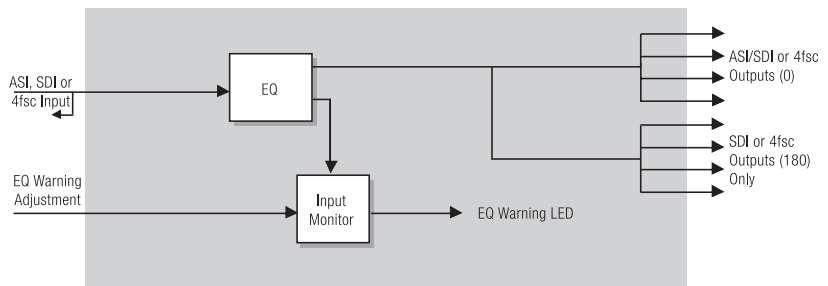 ASI, SDI or
4fsc Input
EQ
ASI/SDI or 4fsc
Outputs (0)
SDI or 4fsc
Outputs (180)
Only
EQ Warning
Adjustment
Input
Monitor
EQ Warning LED